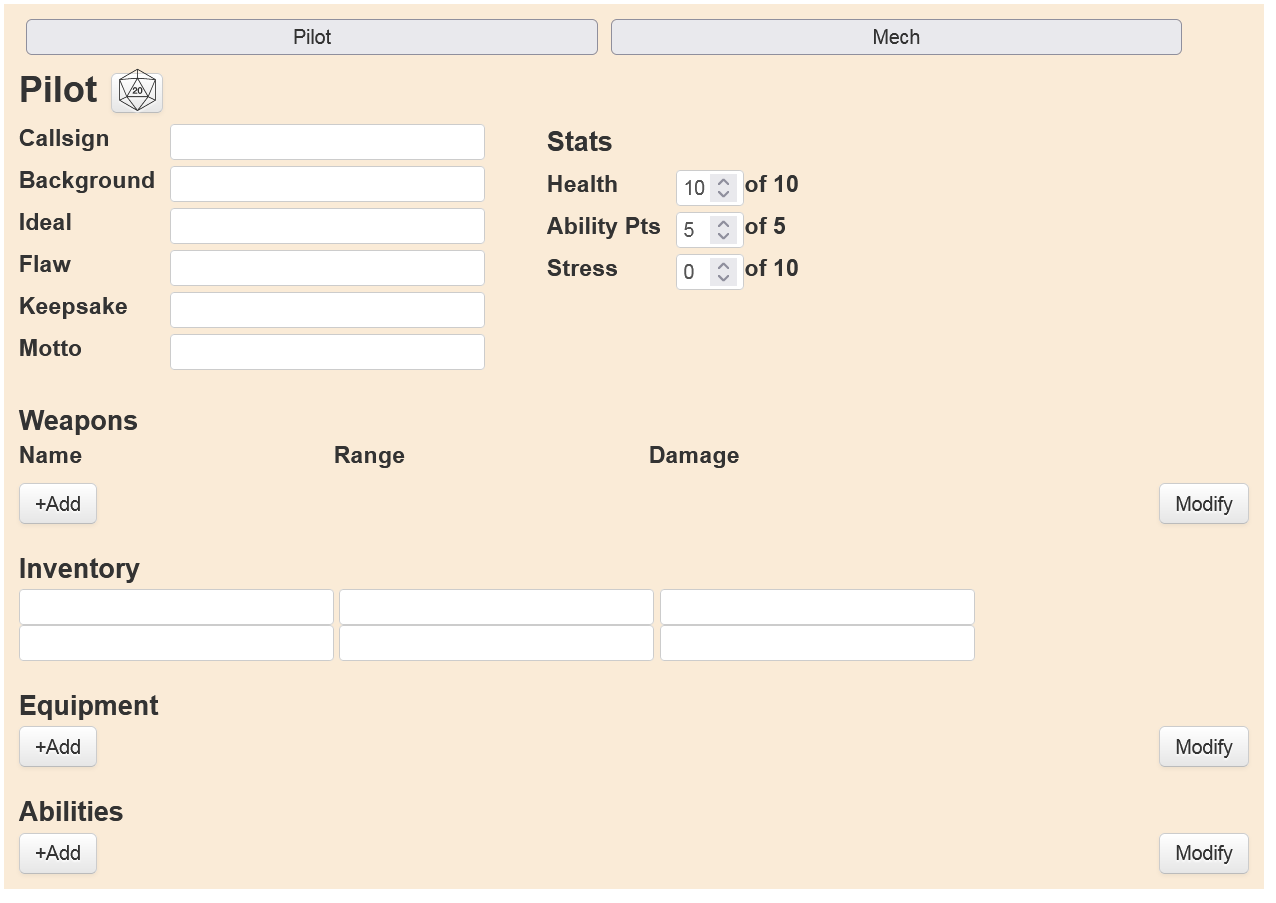 Pilot Mech
Pilot 20
Callsign
Background
Ideal
Flaw
Keepsake
Motto
Stats
Health 10 of 10
Ability Pts 5 of 5
Stress 0 of 10
Weapons
Name Range Damage
+Add Modify
Inventory
Equipment
+Add Modify
Abilities
+Add Modify